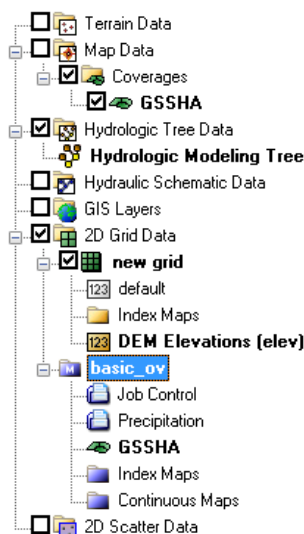 Terrain Data
Map Data
Coverages
GSSHA
Hydrologic Tree Data
Hydrologic Modeling Tree
Hydraulic Schematic Data
GIS Layers
2D Grid Data
new grid
123 default
Index Maps
123 DEM Elevations (elev)
M basic_ov
Job Control
Precipitation
GSSHA
Index Maps
Continuous Maps
2D Scatter Data